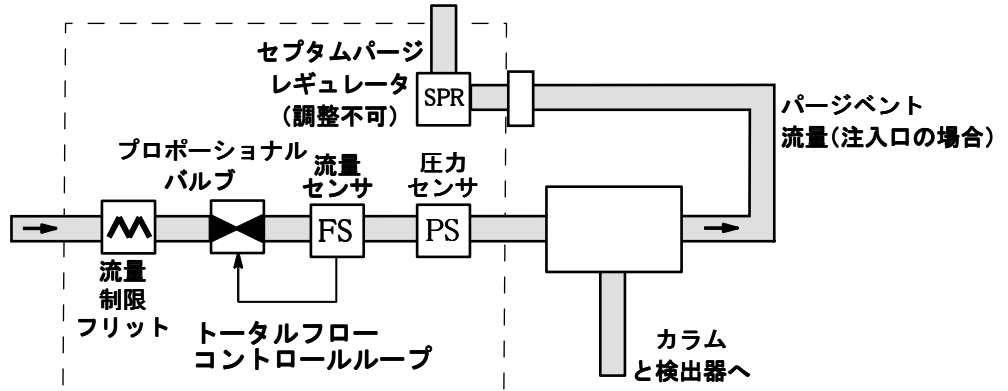 セプタムパージ
レギュレータ
(調整不可)
SPR
パージベント
流量(注入口の場合)
プロポーショナル
バルブ
流量
センサ
圧力
センサ
FS
PS
流量
制限
フリット
トータルフロー
コントロールループ
カラム
と検出器へ